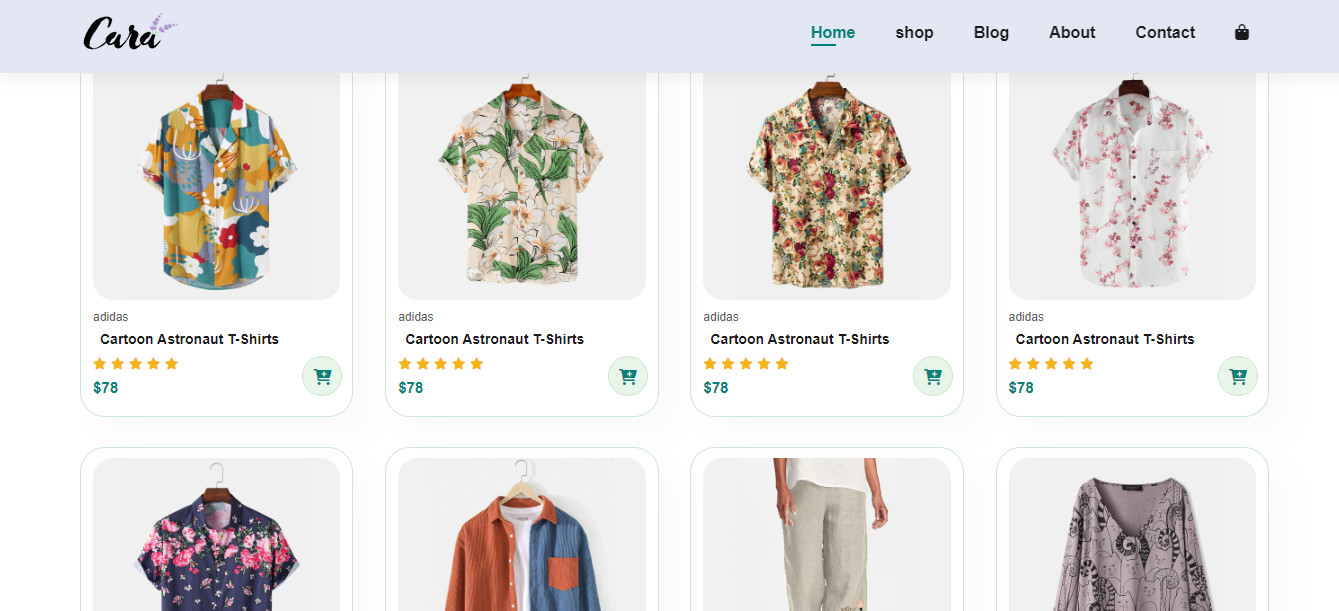 Cara
Home shop Blog About Contact
adidas adidas adidas adidas
Cartoon Astronaut T-Shirts Cartoon Astronaut T-Shirts Cartoon Astronaut T-Shirts Cartoon Astronaut T-Shirts
$78 $78 $78 $78